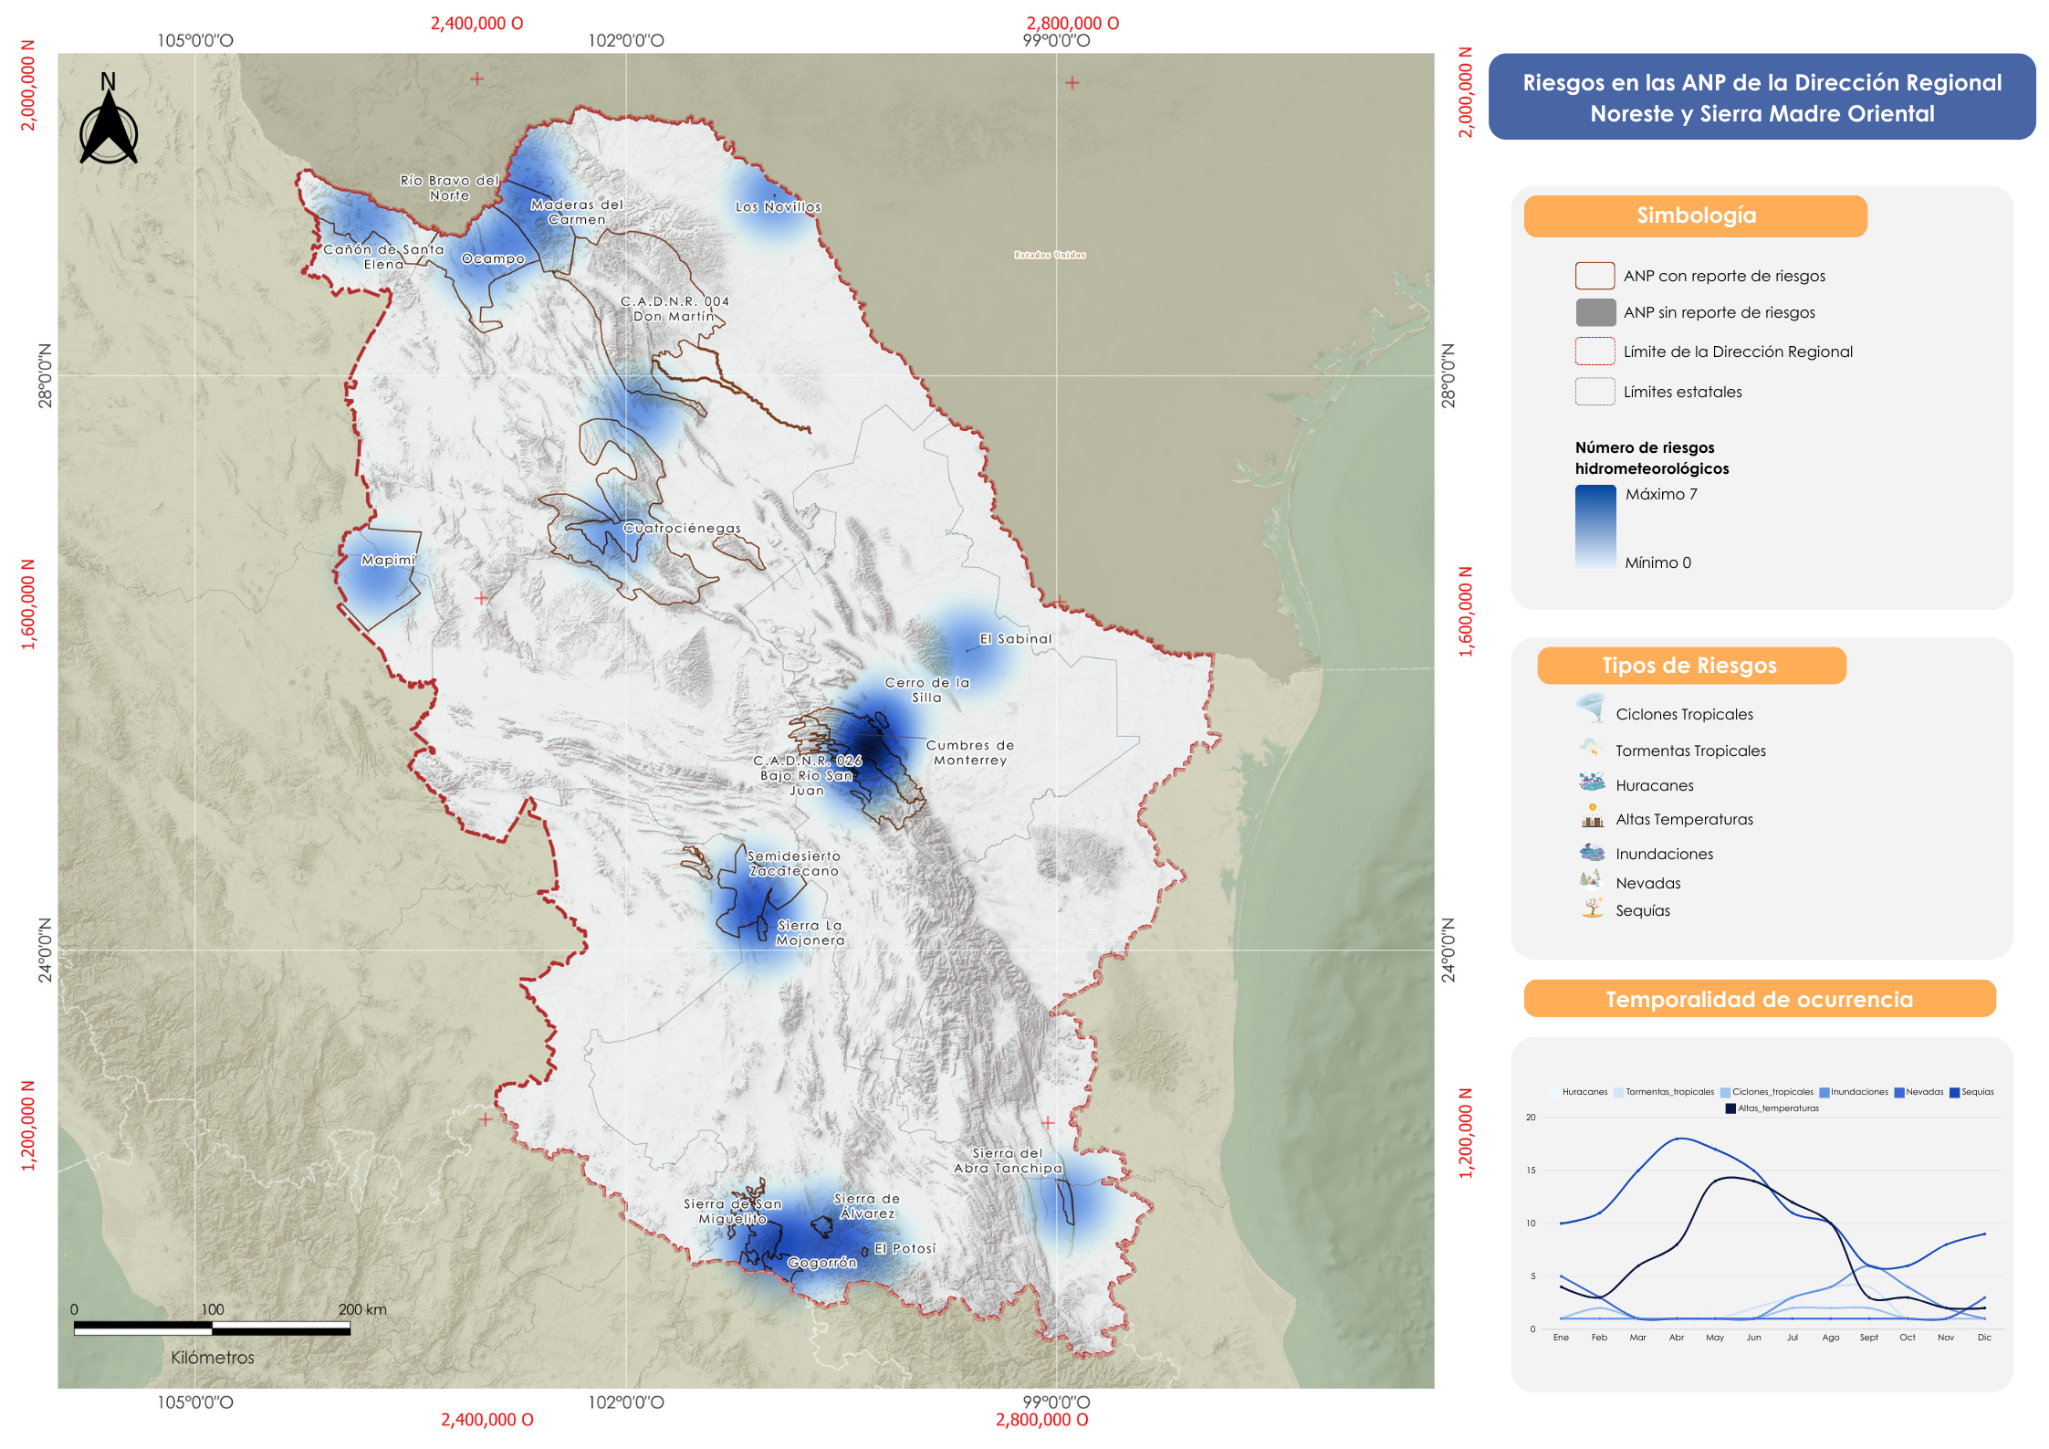 2,400,000 O
2,800,000 O
105°0'0"O
102°0'0"O
99°0'0"O
2,000,000 N
2,000,000 N
N
Riesgos en las ANP de la Dirección Regional
Noreste y Sierra Madre Oriental
Río Bravo del
Norte
Maderas del
Carmen
Los Novillos
Cañón de Santa
Elena
Ocampo
Estados Unidos
C.A.D.N.R. 004
Don Martín
28°0'0"N
28°0'0"N
Cuatrociénegas
Mapimí
1,600,000 N
1,600,000 N
El Sabinal
Cerro de la
Silla
Cumbres de
Monterrey
C.A.D.N.R. 026
Bajo Río San
Juan
Semidesierto
Zacatecano
Sierra La
Mojonera
24°0'0"N
24°0'0"N
1,200,000 N
1,200,000 N
Sierra del
Abra Tanchipa
Sierra de San
Miguelito
Sierra de
Álvarez
El Potosí
Gogorrón
0 100 200 km
Kilómetros
105°0'0"O
102°0'0"O
99°0'0"O
2,400,000 O
2,800,000 O
Simbología
ANP con reporte de riesgos
ANP sin reporte de riesgos
Límite de la Dirección Regional
Límites estatales
Número de riesgos
hidrometeorológicos
Máximo 7
Mínimo 0
Tipos de Riesgos
Ciclones Tropicales
Tormentas Tropicales
Huracanes
Altas Temperaturas
Inundaciones
Nevadas
Sequías
Temporalidad de ocurrencia
Huracanes Tormentas_tropicales Ciclones_tropicales Inundaciones Nevadas Sequias
Altas_temperaturas
20
15
10
5
0
Ene Feb Mar Abr May Jun Jul Ago Sept Oct Nov Dic